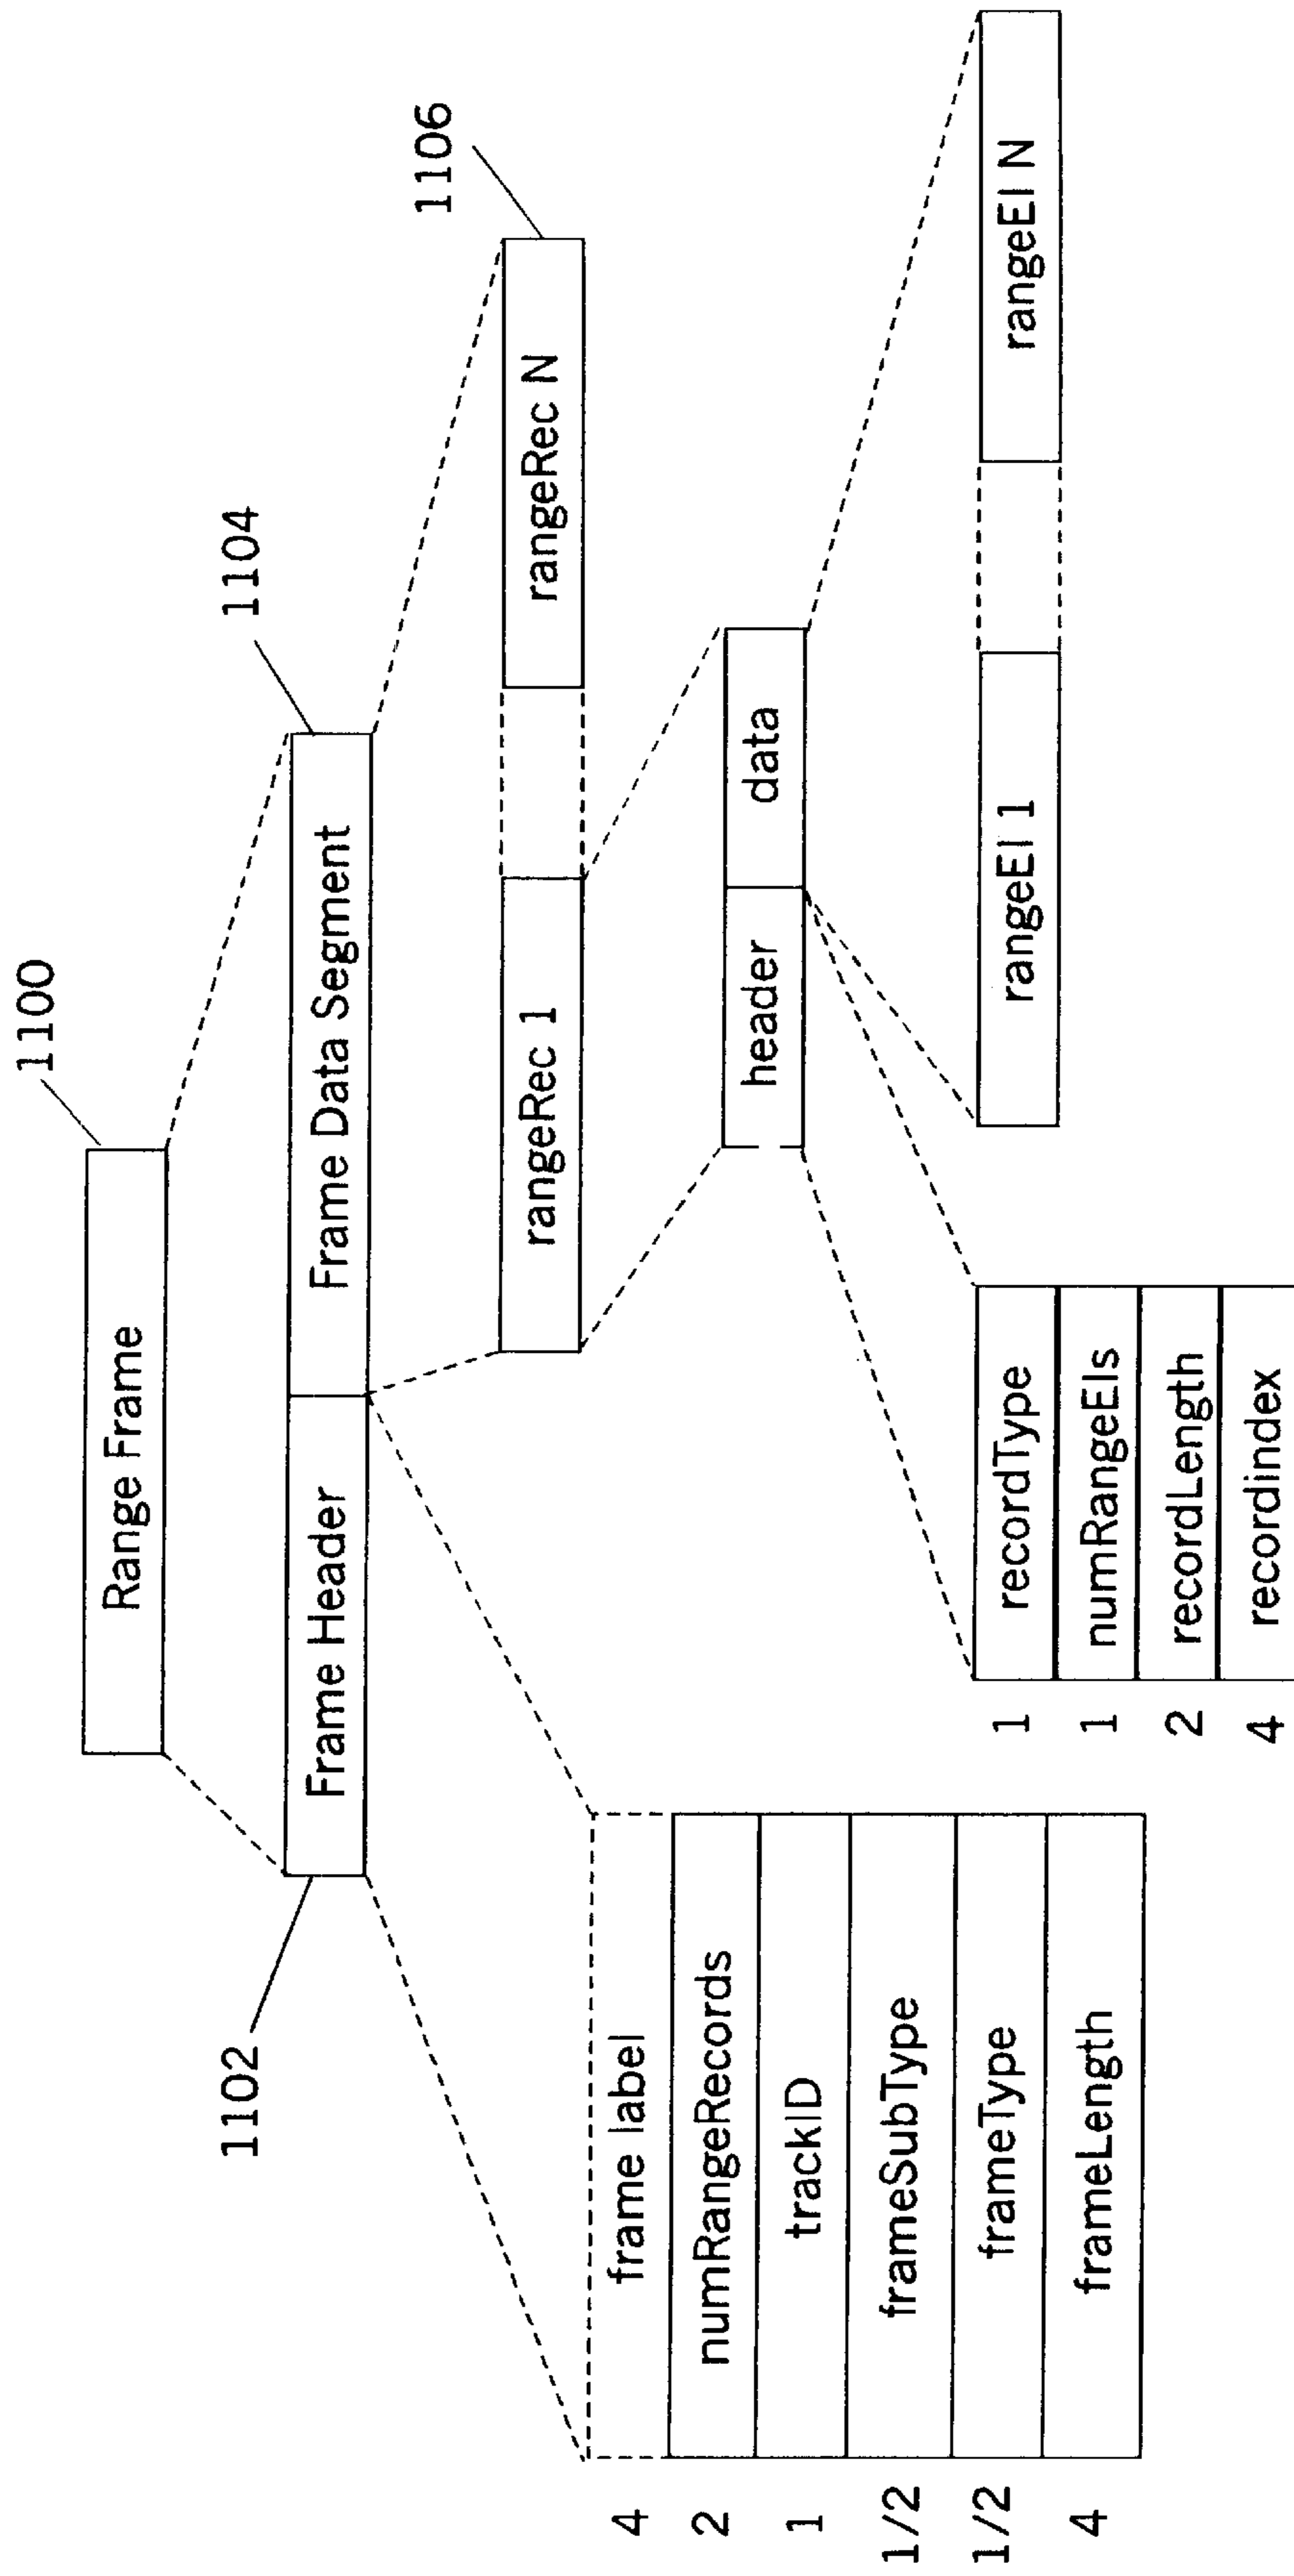 1100
Range Frame
1104
1102
Frame Header
Frame Data Segment
1106
rangeRec 1
rangeRec N
header
data
4 frame label
2 numRangeRecords
1 trackID
1/2 frameSubType
1/2 frameType
4 frameLength
1 recordType
1 numRangeEls
2 recordLength
4 recordindex
rangeEl 1
rangeEl N